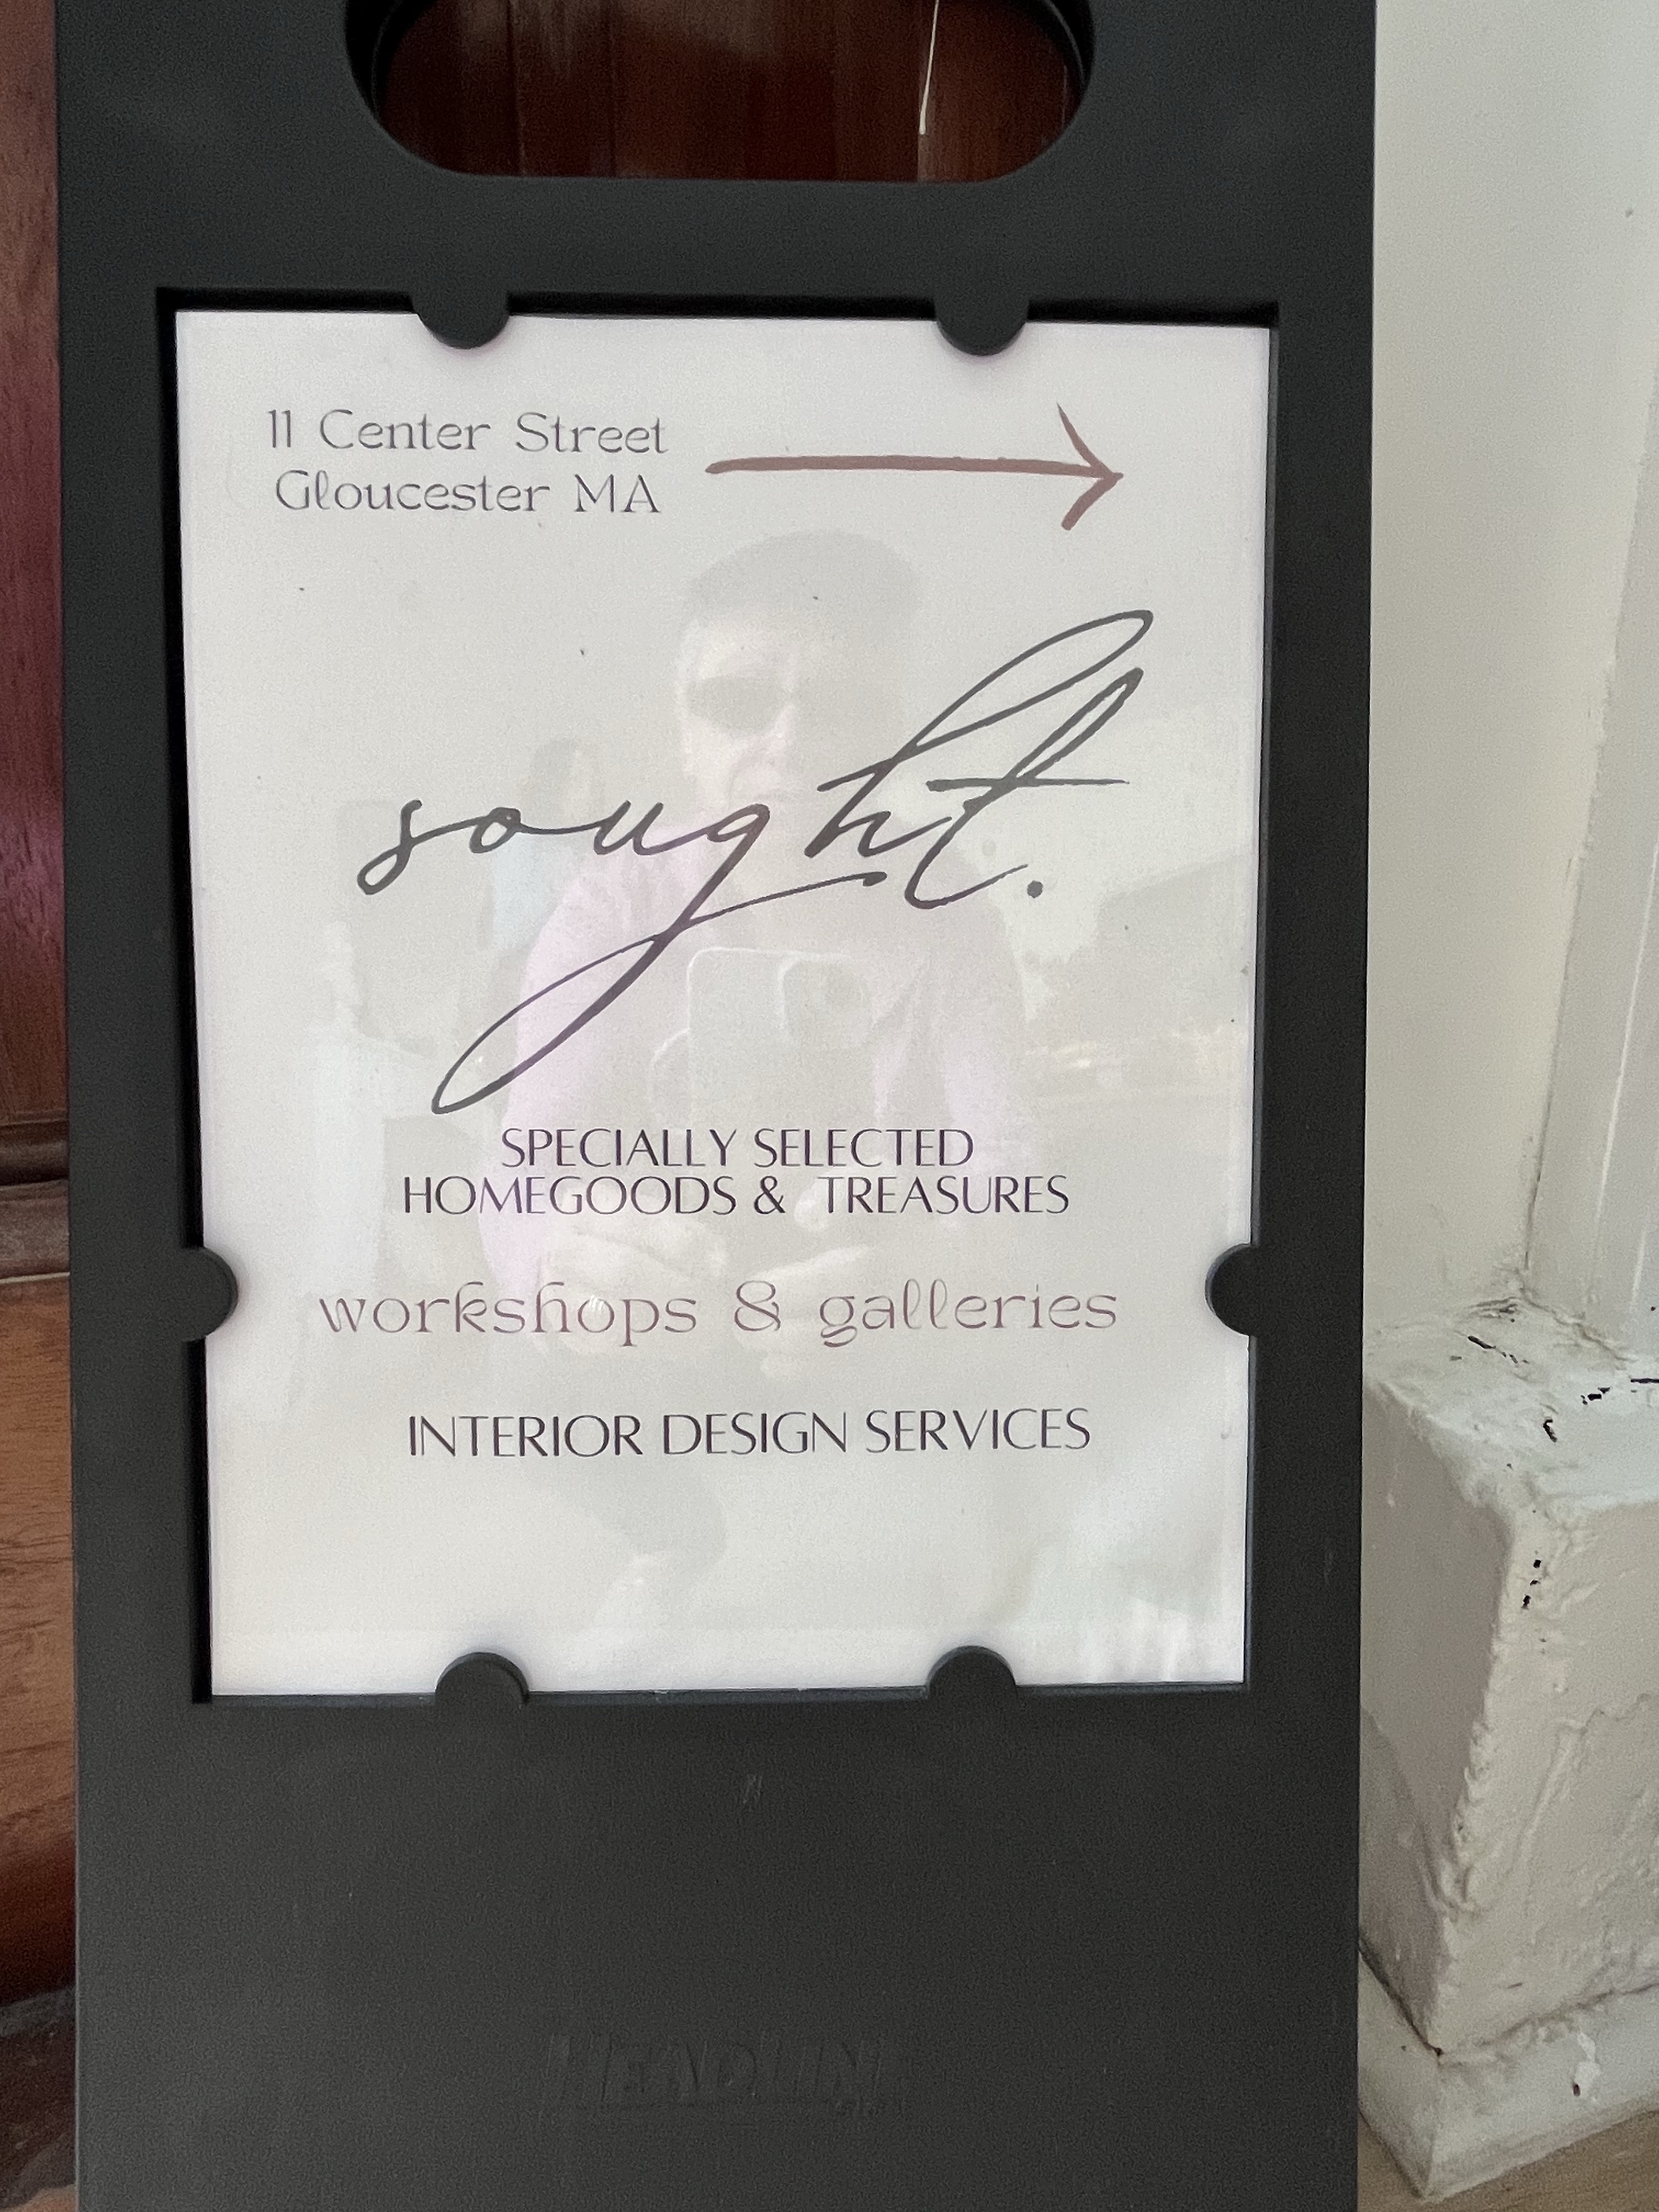 11 Center Street
Gloucester MA
sought.
SPECIALLY SELECTED
HOMEGOODS & TREASURES
workshops & galleries
INTERIOR DESIGN SERVICES